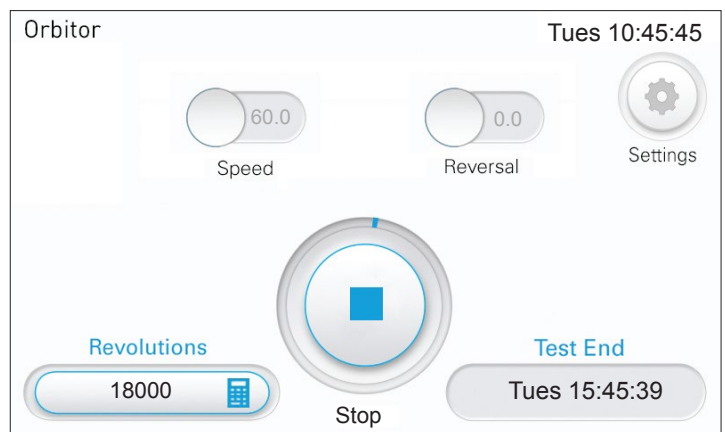 Orbitor
Tues 10:45:45
60.0
0.0
Speed
Reversal
Settings
Revolutions
Test End
18000
Tues 15:45:39
Stop